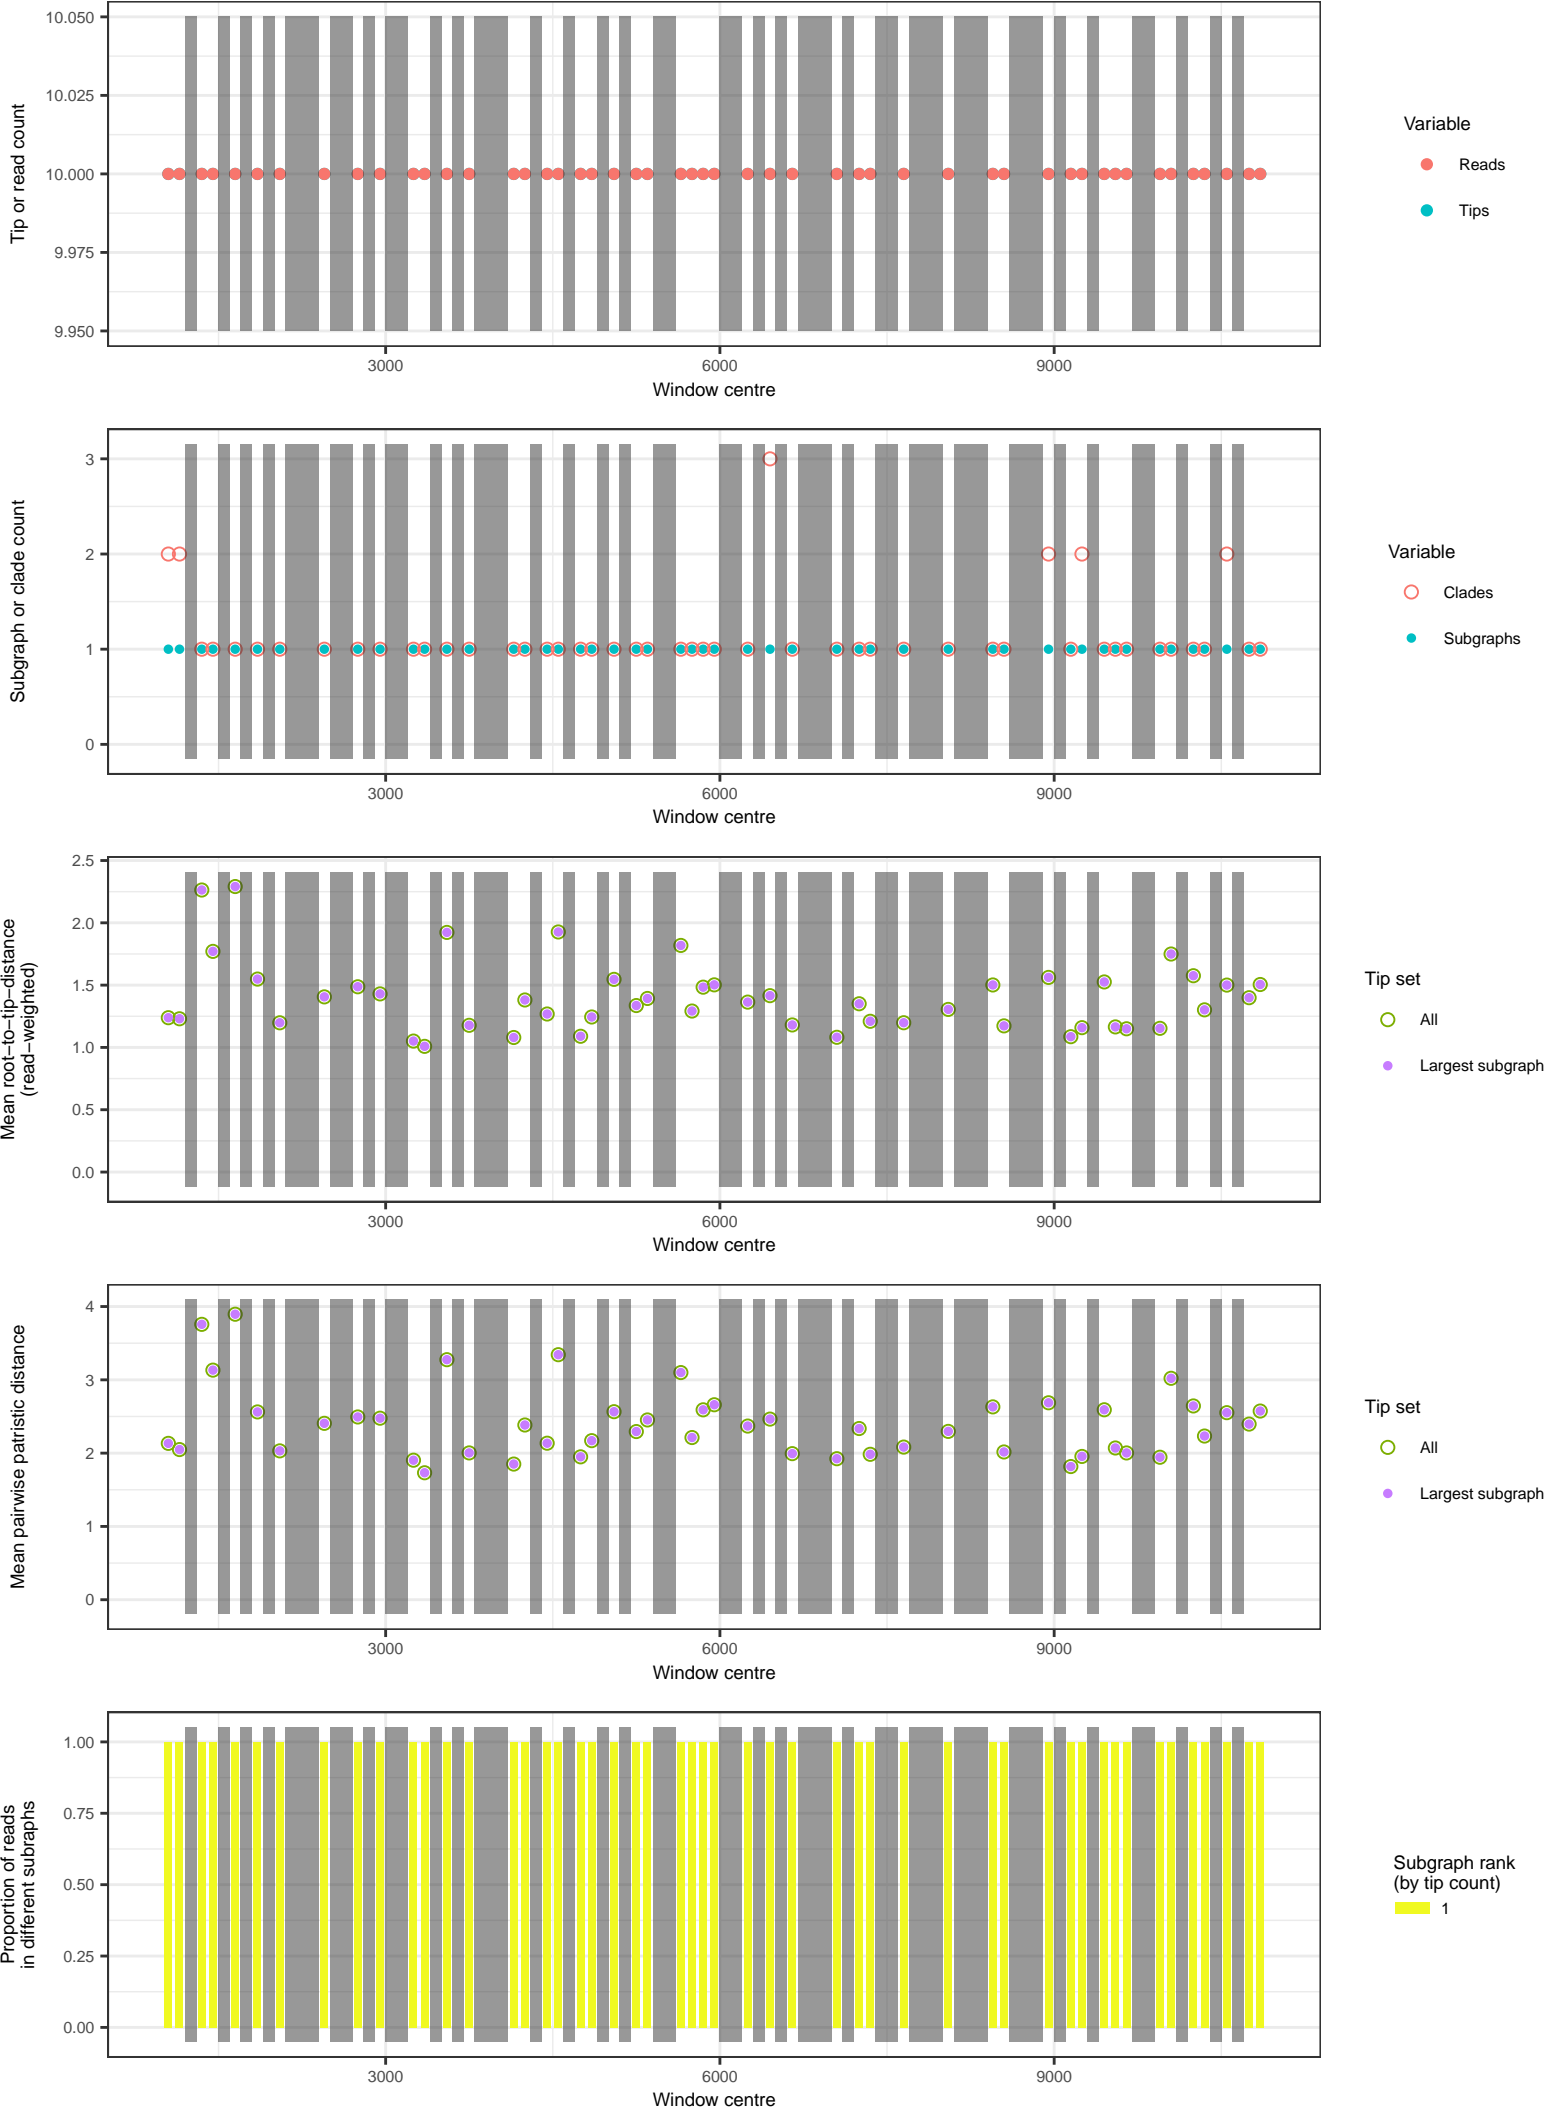 10.050
10.025
10.000
9.975
9.950
Tip or read count
3000
6000
9000
Window centre
Variable
Reads
Tips
3
2
1
0
Subgraph or clade count
3000
6000
9000
Window centre
Variable
Clades
Subgraphs
2.5
2.0
1.5
1.0
0.5
0.0
Mean root−to−tip−distance
(read−weighted)
3000
6000
9000
Window centre
Tip set
All
Largest subgraph
4
3
2
1
0
Mean pairwise patristic distance
3000
6000
9000
Window centre
Tip set
All
Largest subgraph
1.00
0.75
0.50
0.25
0.00
Proportion of reads
in different subraphs
3000
6000
9000
Window centre
Subgraph rank
(by tip count)
1